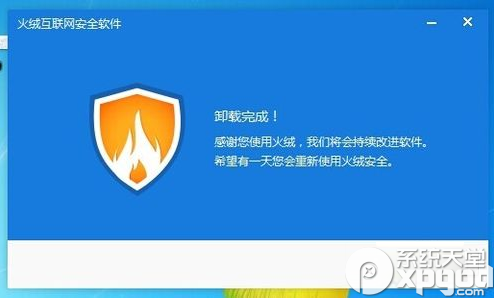 火绒互联网安全软件
卸载完成！
感谢您使用火绒，我们将会持续改进软件。
希望有一天您会重新使用火绒安全。
系统天堂